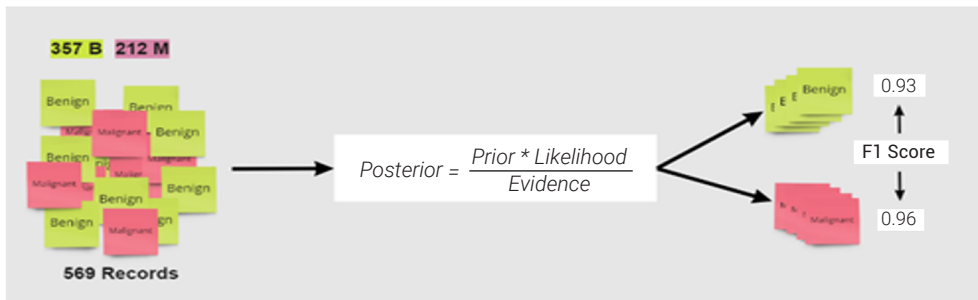 357 B 212 M
Benign
Benign
Malignant
Benign
Benign
Malignant
Benign
Benign
Benign
Malignant
569 Records
Posterior = Prior * Likelihood
Evidence
Benign
0.93
F1 Score
Malignant
0.96